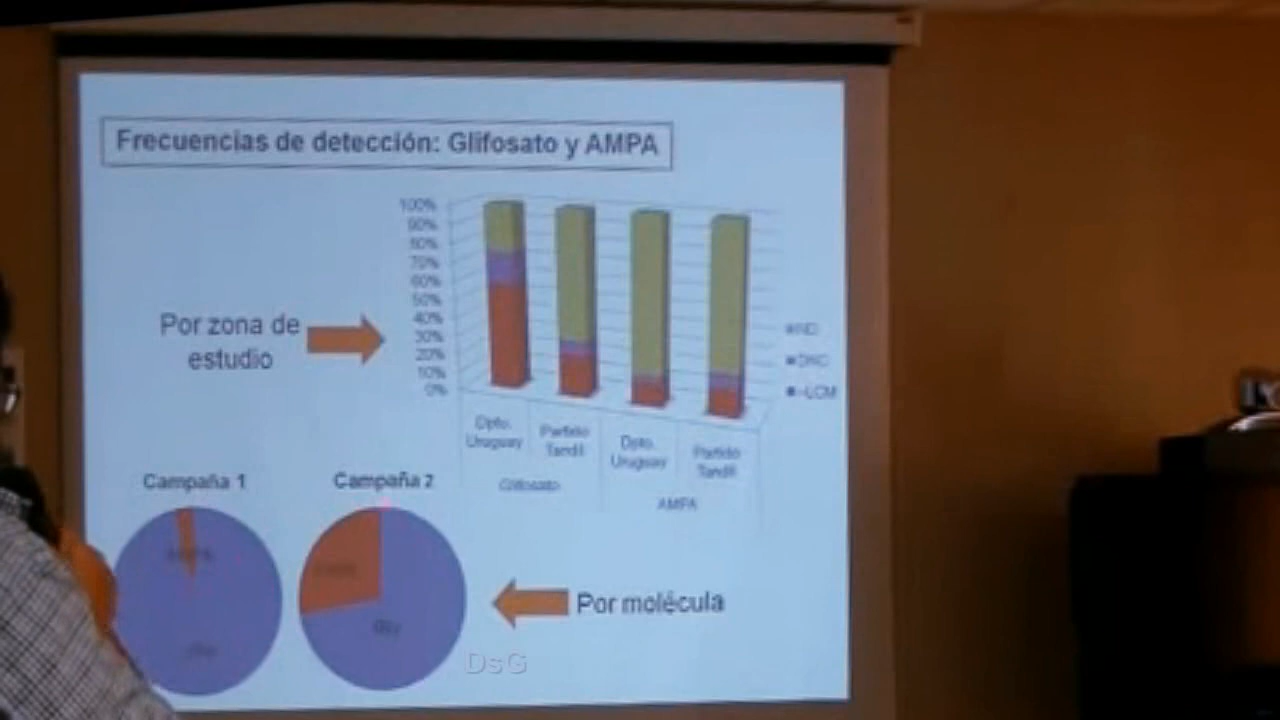 Frecuencias de detección: Glifosato y AMPA
100%
90%
80%
70%
60%
50%
40%
30%
20%
10%
0%
Por zona de
estudio
Dpto.
Uruguay
Partido
Tandil
Dpto.
Uruguay
Partido
Tandil
Glifosato
AMPA
Campaña 1
Campaña 2
Por molécula
DsG